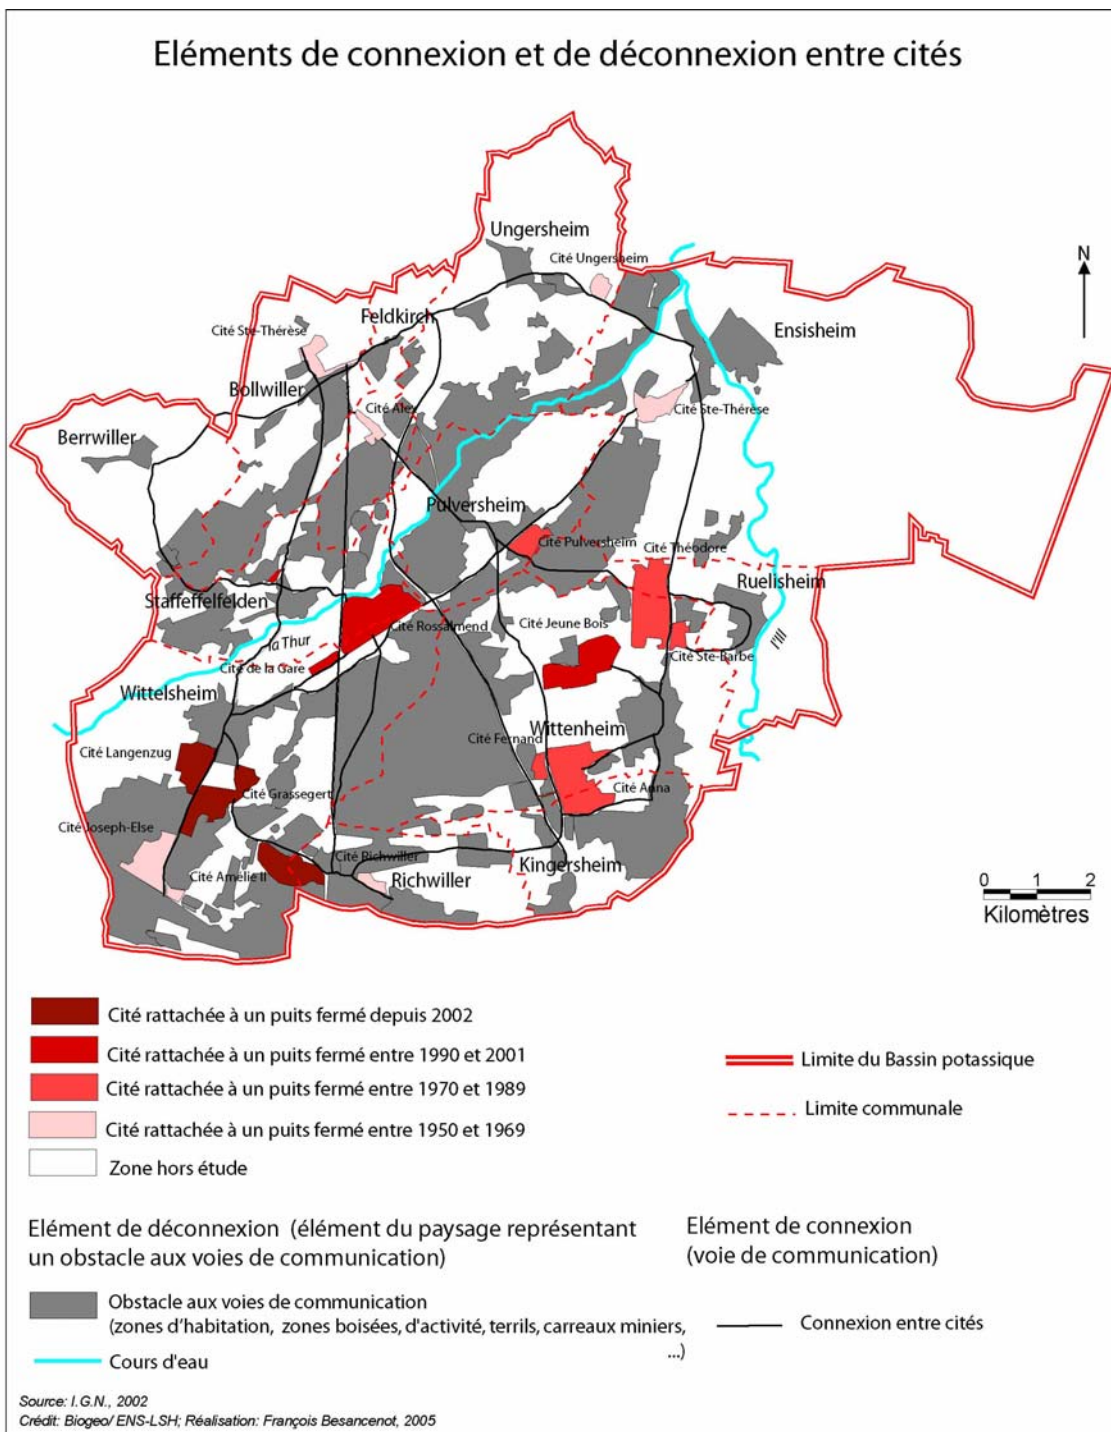 Eléments de connexion et de déconnexion entre cités
Ungersheim
Cité Ungersheim
N
Feldkirch
Cité Ste-Thérèse
Ensisheim
Bollwiller
Cité Alex
Cité Ste-Thérèse
Berrwiller
Pulversheim
Cité Pulversheim
Cité Théodore
Ruelisheim
Staffeffelfelden
Cité Rossalmend
Cité Jeune Bois
la Thur
l'Ill
Cité de la Gare
Cité Ste-Barbe
Wittelsheim
Wittenheim
Cité Fernand
Cité Langenzug
Cité Anna
Cité Grassegert
Cité Joseph-Else
Cité Richwiller
Cité Amélie II
Richwiller
Kingersheim
0 1 2
Kilomètres
Cité rattachée à un puits fermé depuis 2002
Cité rattachée à un puits fermé entre 1990 et 2001
Cité rattachée à un puits fermé entre 1970 et 1989
Cité rattachée à un puits fermé entre 1950 et 1969
Zone hors étude
Limite du Bassin potassique
Limite communale
Elément de déconnexion (élément du paysage représentant
un obstacle aux voies de communication)
Elément de connexion
(voie de communication)
Obstacle aux voies de communication
(zones d'habitation, zones boisées, d'activité, terrils, carreaux miniers,
...)
Connexion entre cités
Cours d'eau
Source: I.G.N., 2002
Crédit: Biogeo/ ENS-LSH; Réalisation: François Besancenot, 2005